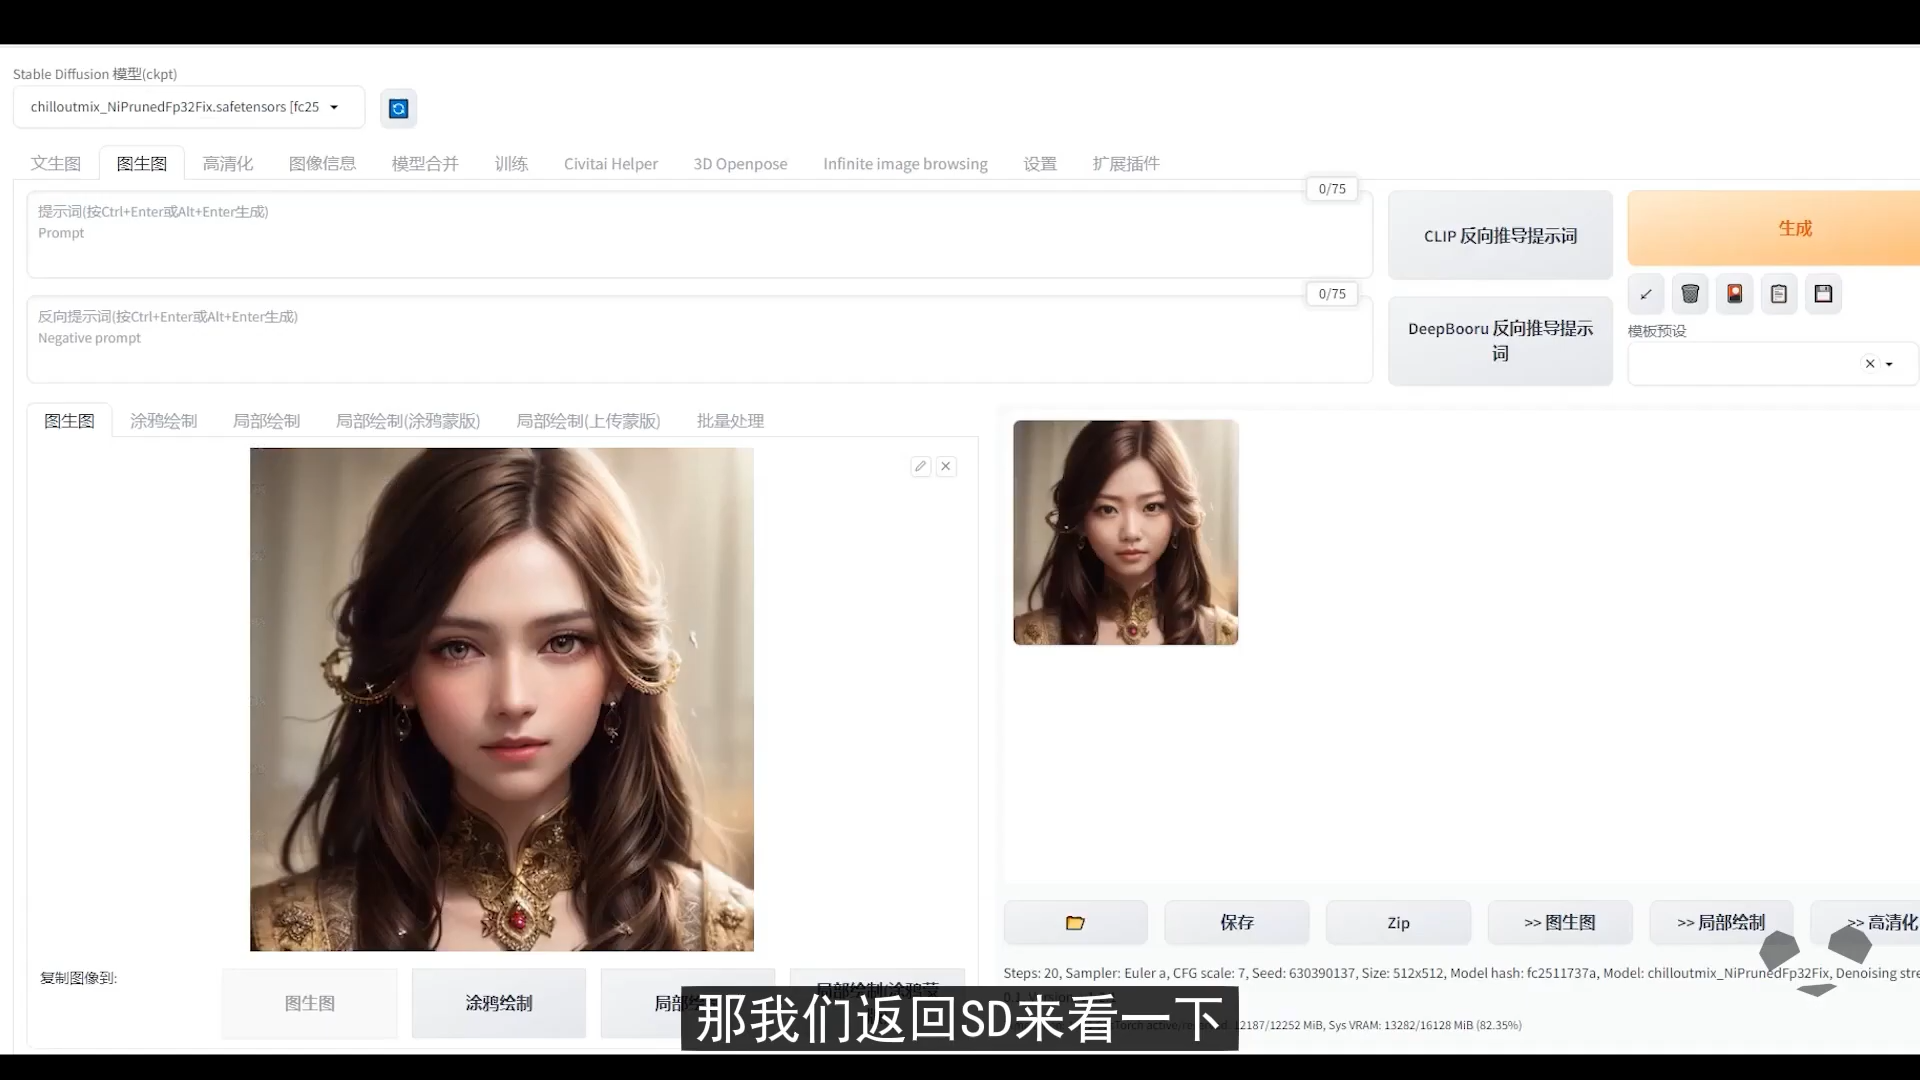 Stable Diffusion 模型(ckpt)
chilloutmix_NiPrunedFp32Fix.safetensors [fc25
文生图 图生图 高清化 图像信息 模型合并 训练 Civitai Helper 3D Openpose Infinite image browsing 设置 扩展插件
0/75
提示词(按Ctrl+Enter或Alt+Enter生成)
Prompt
CLIP 反向推导提示词
生成
0/75
反向提示词(按Ctrl+Enter或Alt+Enter生成)
Negative prompt
DeepBooru 反向推导提示
词
模板预设
图生图 涂鸦绘制 局部绘制 局部绘制(涂鸦蒙版) 局部绘制(上传蒙版) 批量处理
保存 Zip >> 图生图 >> 局部绘制 >> 高清化
复制图像到:
图生图 涂鸦绘制
Steps: 20, Sampler: Euler a, CFG scale: 7, Seed: 630390137, Size: 512x512, Model hash: fc2511737a, Model: chilloutmix_NiPrunedFp32Fix, Denoising stre
12187/12252 MiB, Sys VRAM: 13282/16128 MiB (82.35%)
那我们返回SD来看一下